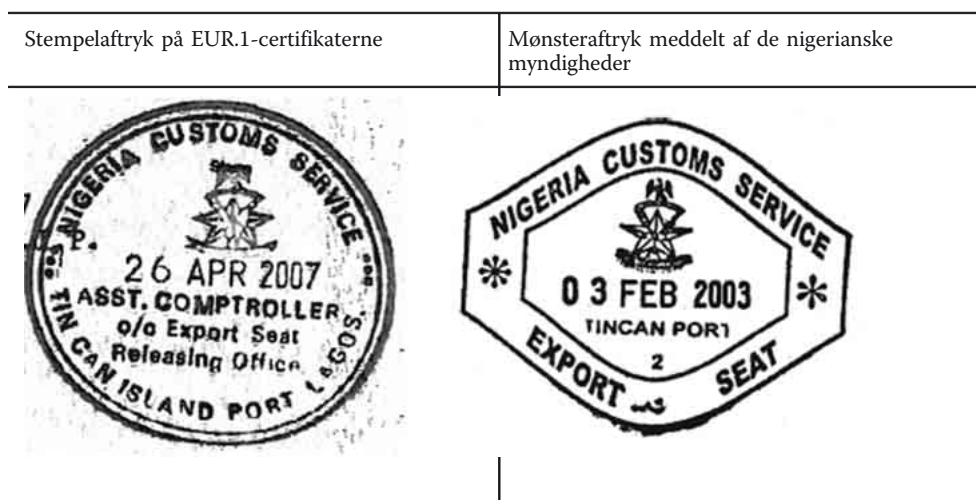 Stempelaftryk på EUR.1-certifikaterne
Mønsteraftryk meddelt af de nigerianske
myndigheder
NIGERIA CUSTOMS SERVICE
P.
26 APR 2007
ASST. COMPTROLLER
o/c Export Seat
Releasing Office
TIN CAN ISLAND PORT LAGOS.
NIGERIA CUSTOMS SERVICE
03 FEB 2003
TINCAN PORT
2
EXPORT SEAT